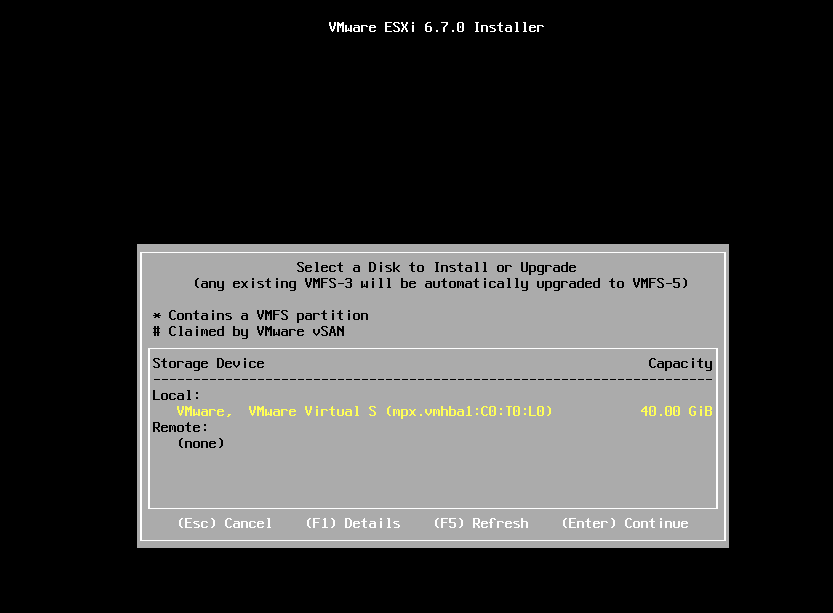 VMware ESXi 6.7.0 Installer
Select a Disk to Install or Upgrade
(any existing VMFS-3 will be automatically upgraded to VMFS-5)
* Contains a VMFS partition
# Claimed by VMware vSAN
Storage Device Capacity
----------------------------------------------------------------------
Local:
VMware,  VMware Virtual S (mpx.vmhba1:C0:T0:L0) 40.00 GiB
Remote:
(none)
(Esc) Cancel (F1) Details (F5) Refresh (Enter) Continue